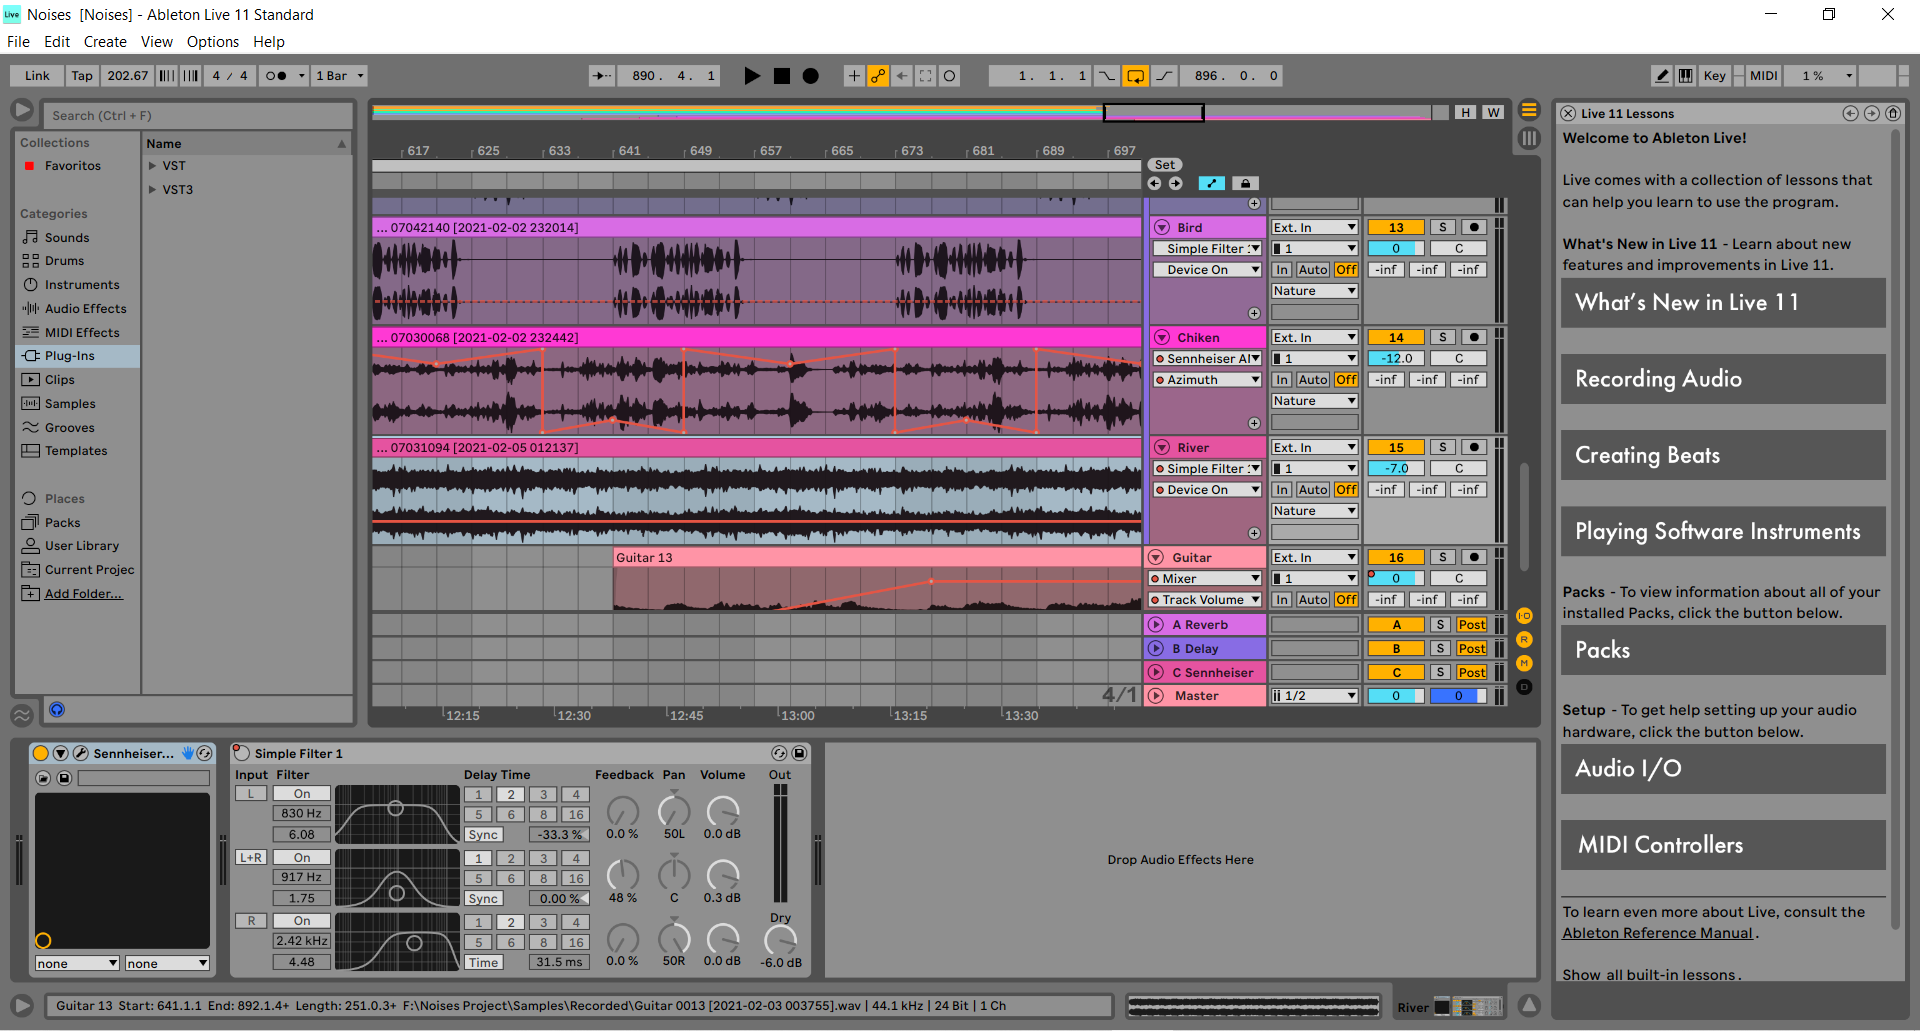 Live Noises [Noises] - Ableton Live 11 Standard
File Edit Create View Options Help
Link Tap 202.67 4 / 4 1 Bar 890. 4. 1 1. 1. 1 896. 0. 0 Key MIDI 1 %
Search (Ctrl + F)
Collections
Favoritos
Categories
Sounds
Drums
Instruments
Audio Effects
MIDI Effects
Plug-Ins
Clips
Samples
Grooves
Templates
Places
Packs
User Library
Current Projec
Add Folder...
Name
VST
VST3
H W
617 625 633 641 649 657 665 673 681 689 697
Set
... 07042140 [2021-02-02 232014]
Bird Ext. In 13 S
Simple Filter 1 0 C
Device On In Auto Off -inf -inf -inf
Nature
... 07030068 [2021-02-02 232442]
Chiken Ext. In 14 S
Sennheiser Al 1 -12.0 C
Azimuth In Auto Off -inf -inf -inf
Nature
... 07031094 [2021-02-05 012137]
River Ext. In 15 S
Simple Filter 1 -7.0 C
Device On In Auto Off -inf -inf -inf
Nature
Guitar 13
Guitar Ext. In 16 S
Mixer 1 0 C
Track Volume In Auto Off -inf -inf -inf
A Reverb A S Post
B Delay B S Post
C Sennheiser C S Post
4/1 Master 1/2 0 0
12:15 12:30 12:45 13:00 13:15 13:30
I·O
R
M
D
Sennheiser...
none none
Simple Filter 1
Input Filter Delay Time Feedback Pan Volume Out
L On 1 2 3 4
830 Hz 5 6 8 16
6.08 Sync -33.3 % 0.0 % 50L 0.0 dB
L+R On 1 2 3 4
917 Hz 5 6 8 16
1.75 Sync 0.00 % 48 % C 0.3 dB
R On 1 2 3 4 Dry
2.42 kHz 5 6 8 16
4.48 Time 31.5 ms 0.0 % 50R 0.0 dB -6.0 dB
Drop Audio Effects Here
Guitar 13 Start: 641.1.1 End: 892.1.4+ Length: 251.0.3+ F:\Noises Project\Samples\Recorded\Guitar 0013 [2021-02-03 003755].wav | 44.1 kHz | 24 Bit | 1 Ch
River
Live 11 Lessons
Welcome to Ableton Live!
Live comes with a collection of lessons that
can help you learn to use the program.
What's New in Live 11 - Learn about new
features and improvements in Live 11.
What's New in Live 11
Recording Audio
Creating Beats
Playing Software Instruments
Packs - To view information about all of your
installed Packs, click the button below.
Packs
Setup - To get help setting up your audio
hardware, click the button below.
Audio I/O
MIDI Controllers
To learn even more about Live, consult the
Ableton Reference Manual.
Show all built-in lessons.